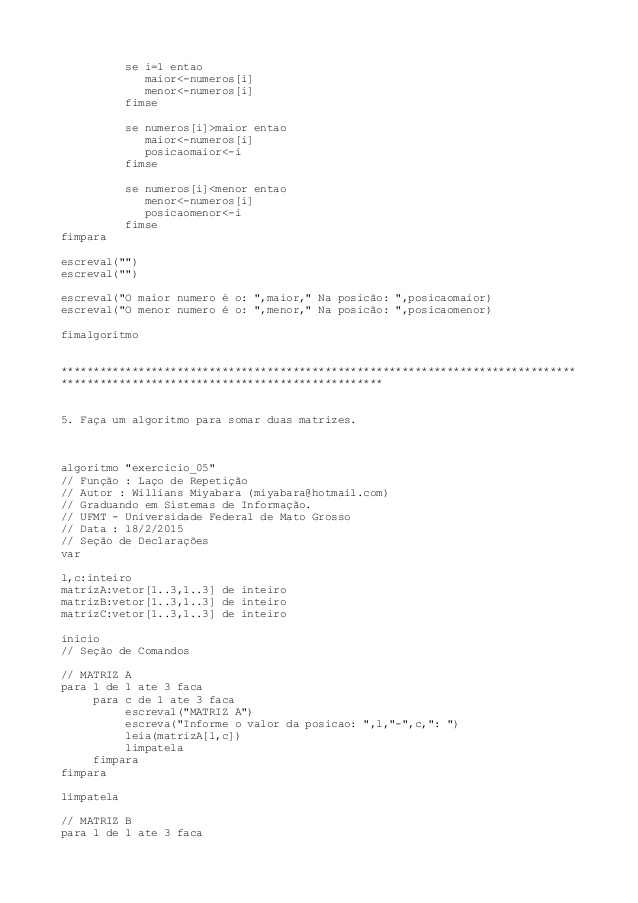 se i=1 entao
maior<-numeros[i]
menor<-numeros[i]
fimse
se numeros[i]>maior entao
maior<-numeros[i]
posicaomaior<-i
fimse
se numeros[i]<menor entao
menor<-numeros[i]
posicaomenor<-i
fimse
fimpara
escreval("")
escreval("")
escreval("O maior numero é o: ",maior," Na posicão: ",posicaomaior)
escreval("O menor numero é o: ",menor," Na posicão: ",posicaomenor)
fimalgoritmo
********************************************************************************
**************************************************
5. Faça um algoritmo para somar duas matrizes.
algoritmo "exercicio_05"
// Função : Laço de Repetição
// Autor : Willians Miyabara (miyabara@hotmail.com)
// Graduando em Sistemas de Informação.
// UFMT - Universidade Federal de Mato Grosso
// Data : 18/2/2015
// Seção de Declarações
var
l,c:inteiro
matrizA:vetor[1..3,1..3] de inteiro
matrizB:vetor[1..3,1..3] de inteiro
matrizC:vetor[1..3,1..3] de inteiro
inicio
// Seção de Comandos
// MATRIZ A
para l de 1 ate 3 faca
para c de 1 ate 3 faca
escreval("MATRIZ A")
escreva("Informe o valor da posicao: ",l,"-",c,": ")
leia(matrizA[l,c])
limpatela
fimpara
fimpara
limpatela
// MATRIZ B
para l de 1 ate 3 faca